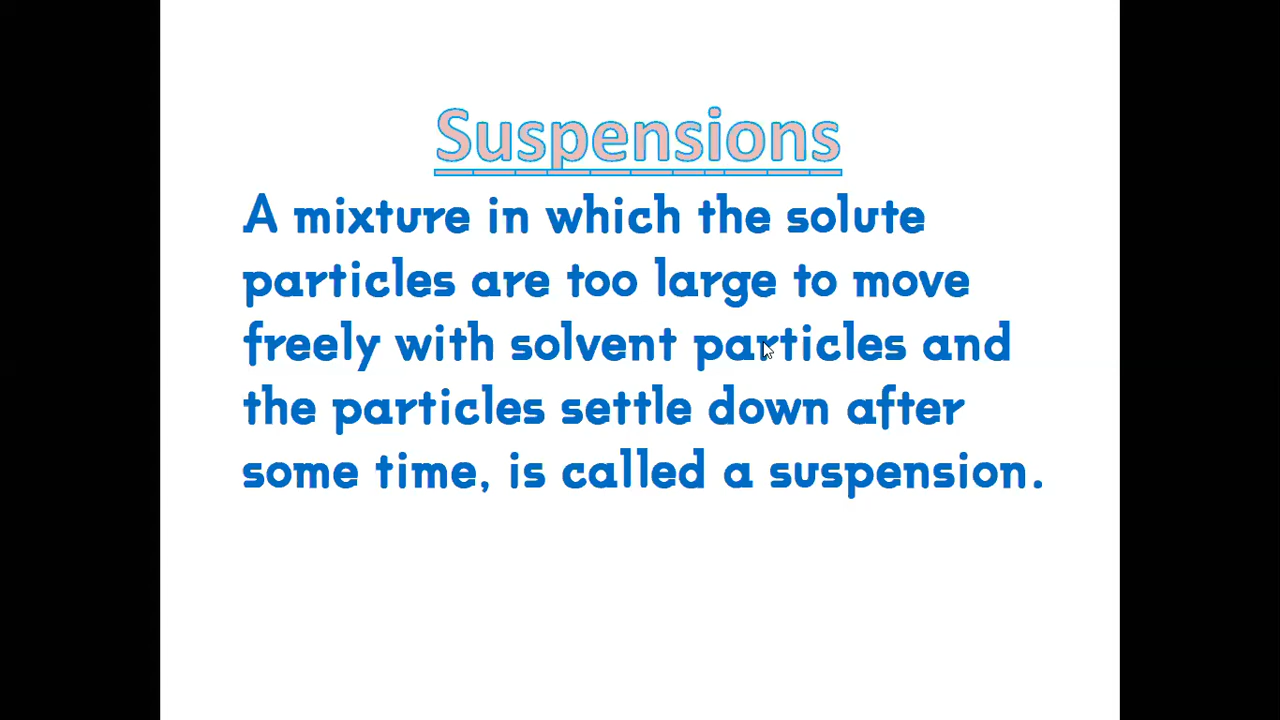 Suspensions
A mixture in which the solute
particles are too large to move
freely with solvent particles and
the particles settle down after
some time, is called a suspension.